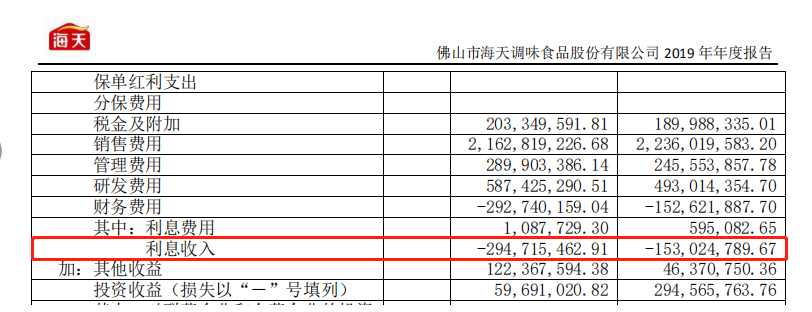 海天
佛山市海天调味食品股份有限公司 2019 年年度报告
保单红利支出
分保费用
税金及附加 203,349,591.81 189,988,335.01
销售费用 2,162,819,226.68 2,236,019,583.20
管理费用 289,903,386.14 245,553,857.78
研发费用 587,425,290.51 493,014,354.70
财务费用 -292,740,159.04 -152,621,887.70
其中：利息费用 1,087,729.30 595,082.65
利息收入 -294,715,462.91 -153,024,789.67
加：其他收益 122,367,594.38 46,370,750.36
投资收益（损失以“－”号填列） 59,691,020.82 294,565,763.76